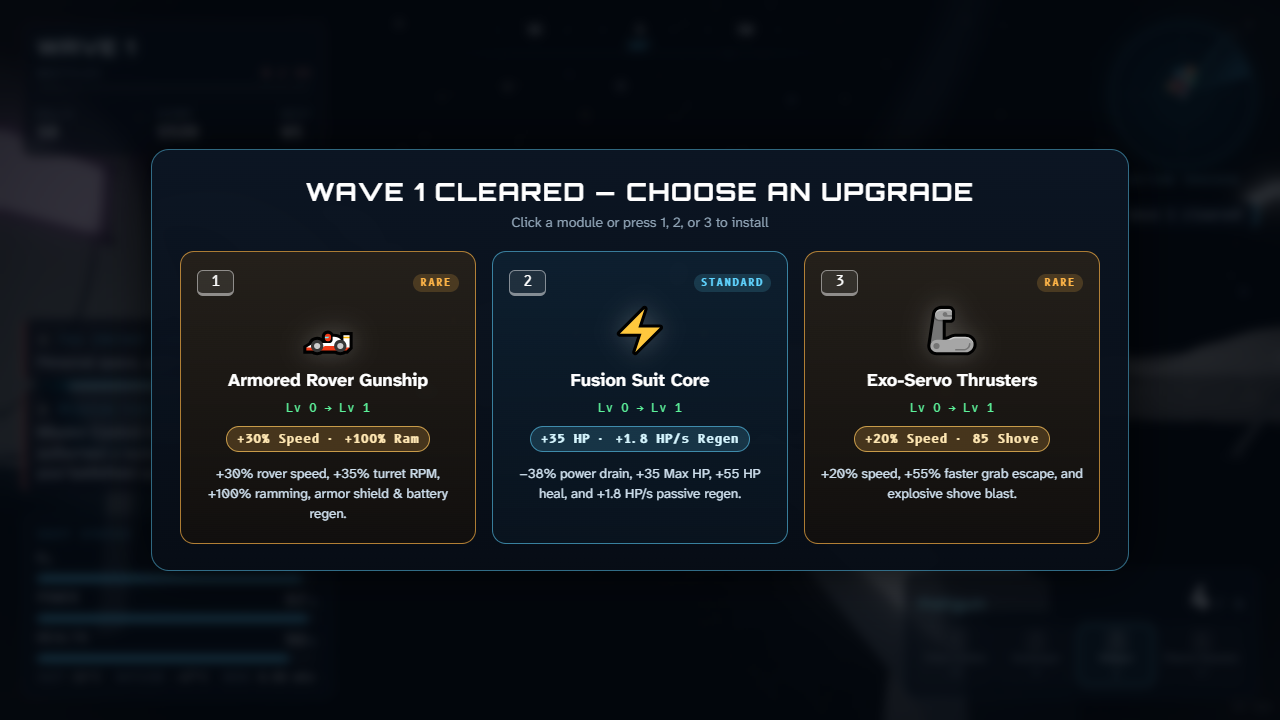 WAVE 1
WAVE 1 CLEARED — CHOOSE AN UPGRADE
Click a module or press 1, 2, or 3 to install
1
RARE
Armored Rover Gunship
Lv 0 → Lv 1
+30% Speed · +100% Ram
+30% rover speed, +35% turret RPM,
+100% ramming, armor shield & battery
regen.
2
STANDARD
Fusion Suit Core
Lv 0 → Lv 1
+35 HP · +1.8 HP/s Regen
−38% power drain, +35 Max HP, +55 HP
heal, and +1.8 HP/s passive regen.
3
RARE
Exo-Servo Thrusters
Lv 0 → Lv 1
+20% Speed · 85 Shove
+20% speed, +55% faster grab escape, and
explosive shove blast.